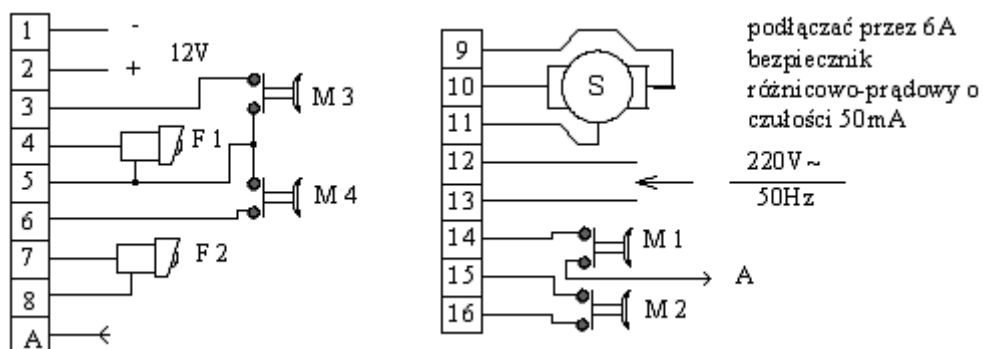 1 -
2 + 12V
3 M 3
4 F 1
5
6 M 4
7 F 2
8
A
9
10 S
11
12
13
14 M 1
15 A
16 M 2
podłączać przez 6A
bezpiecznik
różnicowo-prądowy o
czułości 50mA
220V ~
50Hz